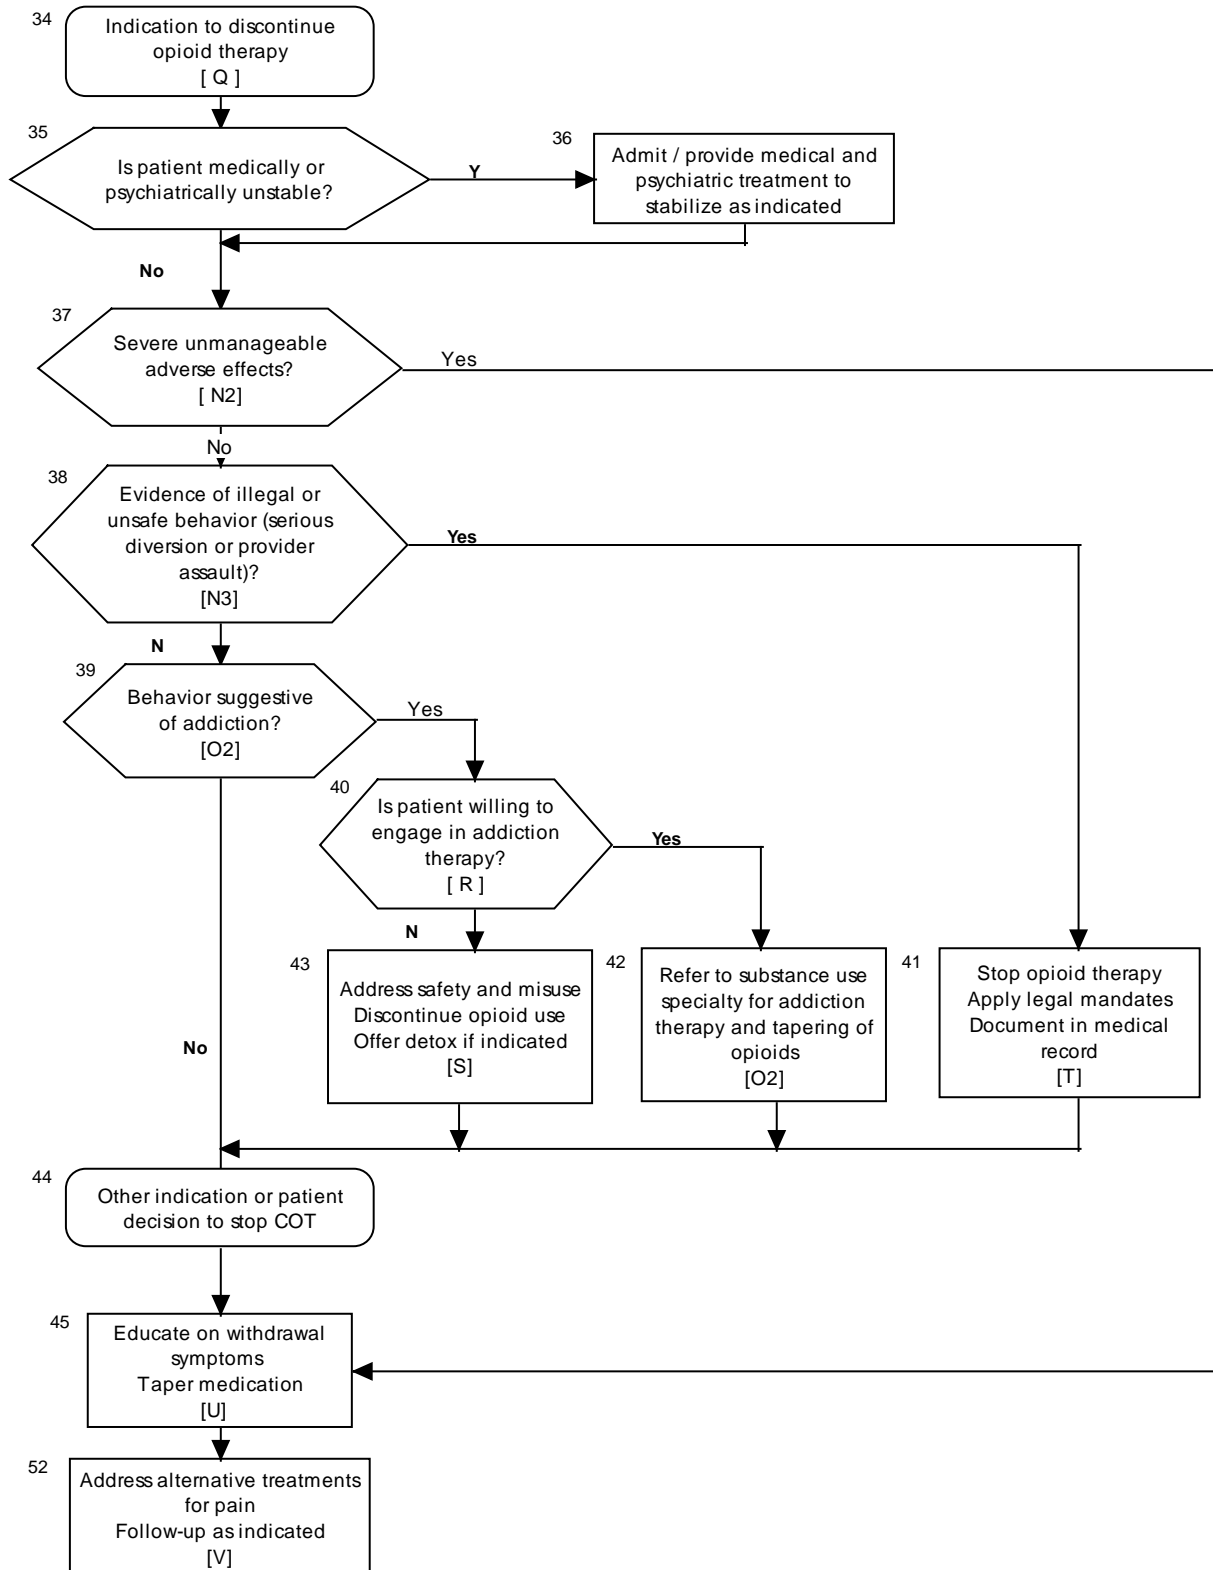 34
Indication to discontinue
opioid therapy
[ Q ]
35
Is patient medically or
psychiatrically unstable?
Y
36
Admit / provide medical and
psychiatric treatment to
stabilize as indicated
No
37
Severe unmanageable
adverse effects?
[ N2]
Yes
No
38
Evidence of illegal or
unsafe behavior (serious
diversion or provider
assault)?
[N3]
Yes
N
39
Behavior suggestive
of addiction?
[O2]
Yes
40
Is patient willing to
engage in addiction
therapy?
[ R ]
Yes
N
43
Address safety and misuse
Discontinue opioid use
Offer detox if indicated
[S]
42
Refer to substance use
specialty for addiction
therapy and tapering of
opioids
[O2]
41
Stop opioid therapy
Apply legal mandates
Document in medical
record
[T]
No
44
Other indication or patient
decision to stop COT
45
Educate on withdrawal
symptoms
Taper medication
[U]
52
Address alternative treatments
for pain
Follow-up as indicated
[V]